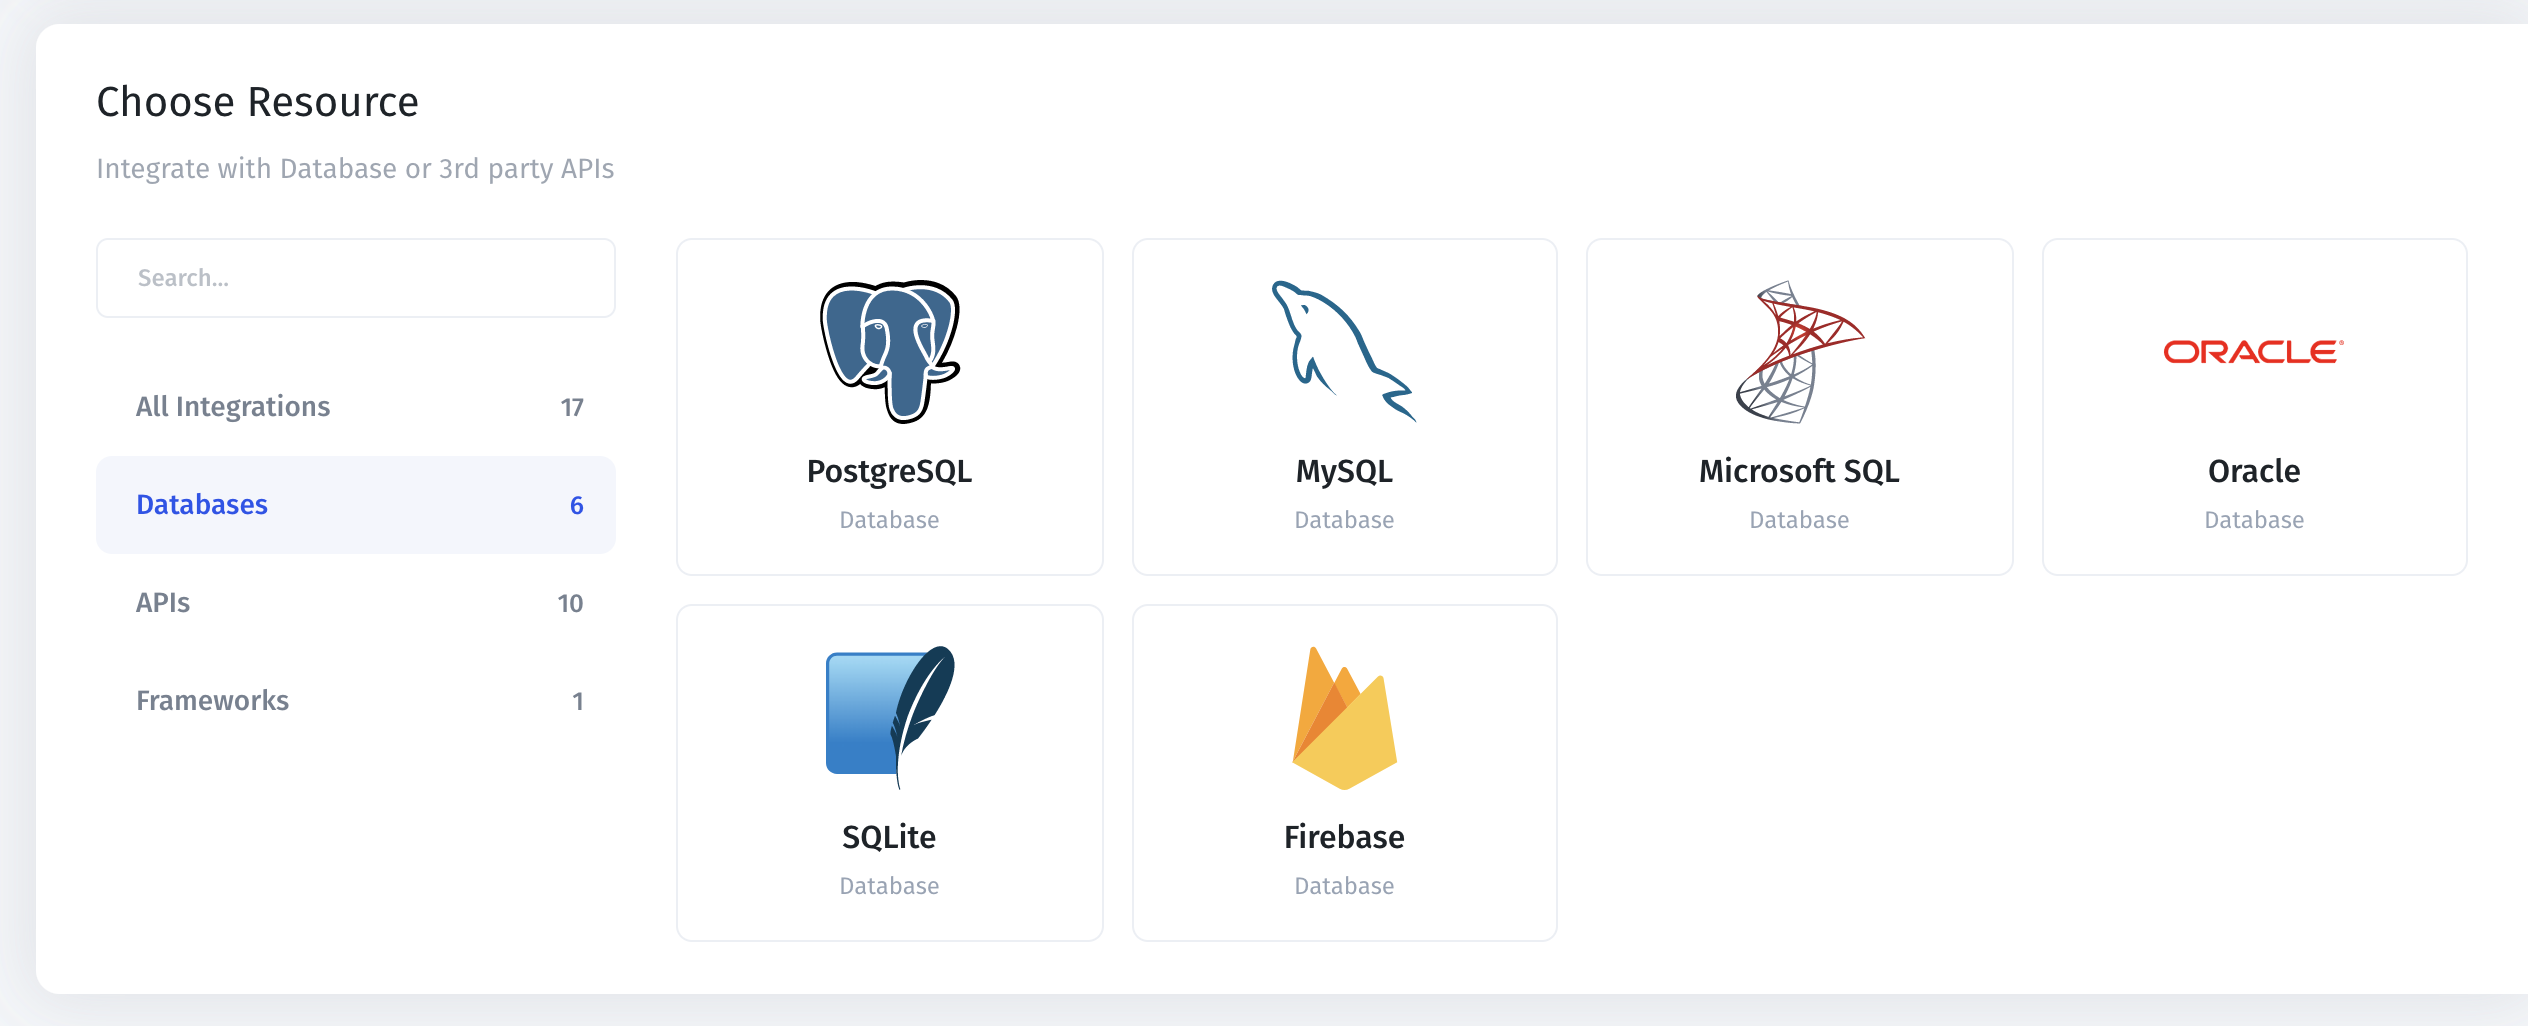 Choose Resource
Integrate with Database or 3rd party APIs
Search...
All Integrations 17
Databases 6
APIs 10
Frameworks 1
ORACLE®
PostgreSQL
Database
MySQL
Database
Microsoft SQL
Database
Oracle
Database
SQLite
Database
Firebase
Database